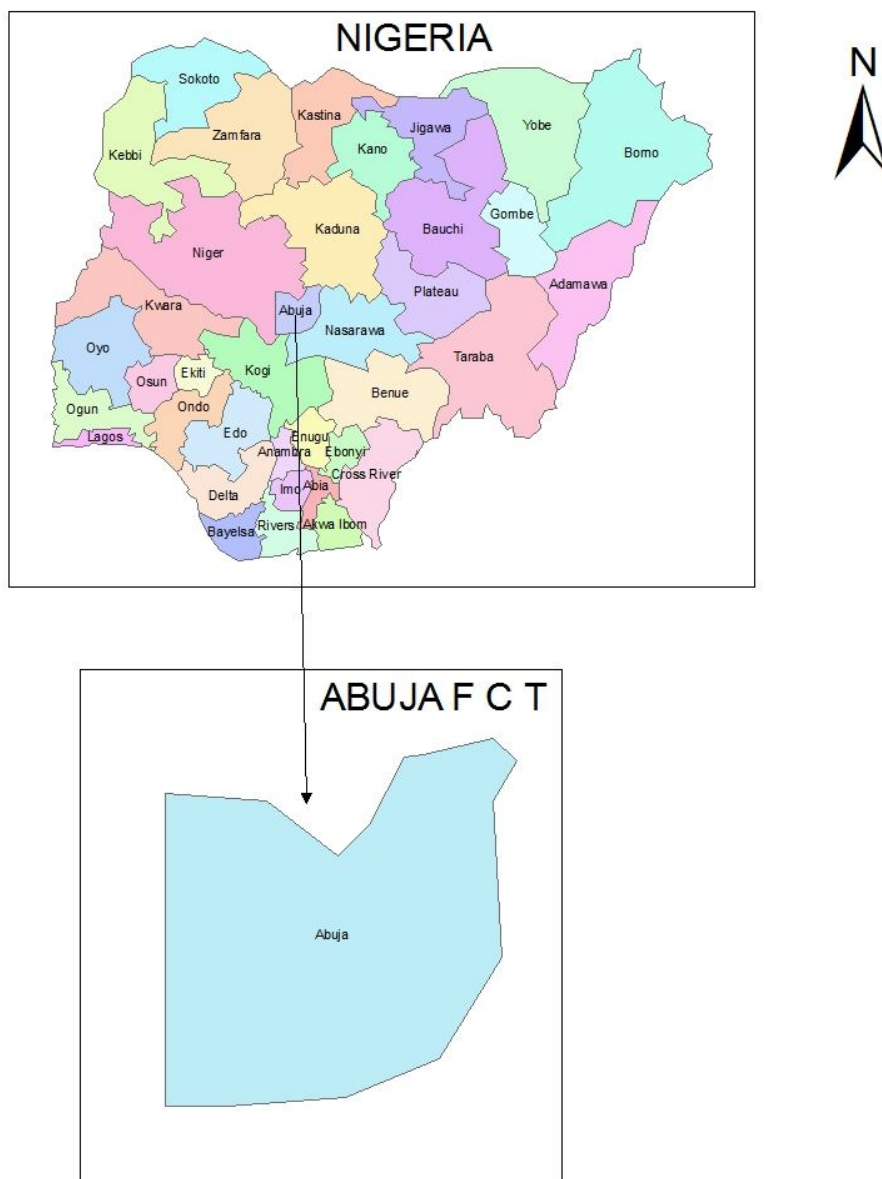 NIGERIA
N
Sokoto
Kastina
Zamfara
Kebbi
Kano
Jigawa
Yobe
Borno
Kaduna
Bauchi
Gombe
Niger
Plateau
Adamawa
Kwara
Abuja
Nasarawa
Oyo
Taraba
Osun
Ekiti
Kogi
Benue
Ogun
Ondo
Lagos
Edo
Enugu
Anambra
Ebonyi
Cross River
Delta
Imo
Abia
Bayelsa
Rivers
Akwa Ibom
ABUJA F C T
Abuja